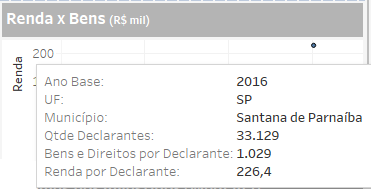 Renda x Bens (R$ mil)
200
Renda
Ano Base: 2016
UF: SP
Município: Santana de Parnaíba
Qtde Declarantes: 33.129
Bens e Direitos por Declarante: 1.029
Renda por Declarante: 226,4